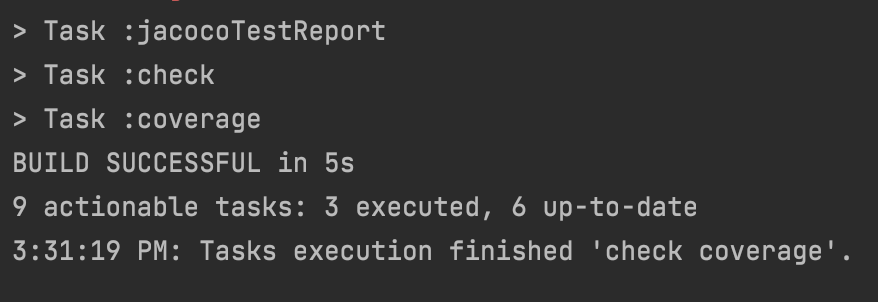 > Task :jacocoTestReport
> Task :check
> Task :coverage
BUILD SUCCESSFUL in 5s
9 actionable tasks: 3 executed, 6 up-to-date
3:31:19 PM: Tasks execution finished 'check coverage'.